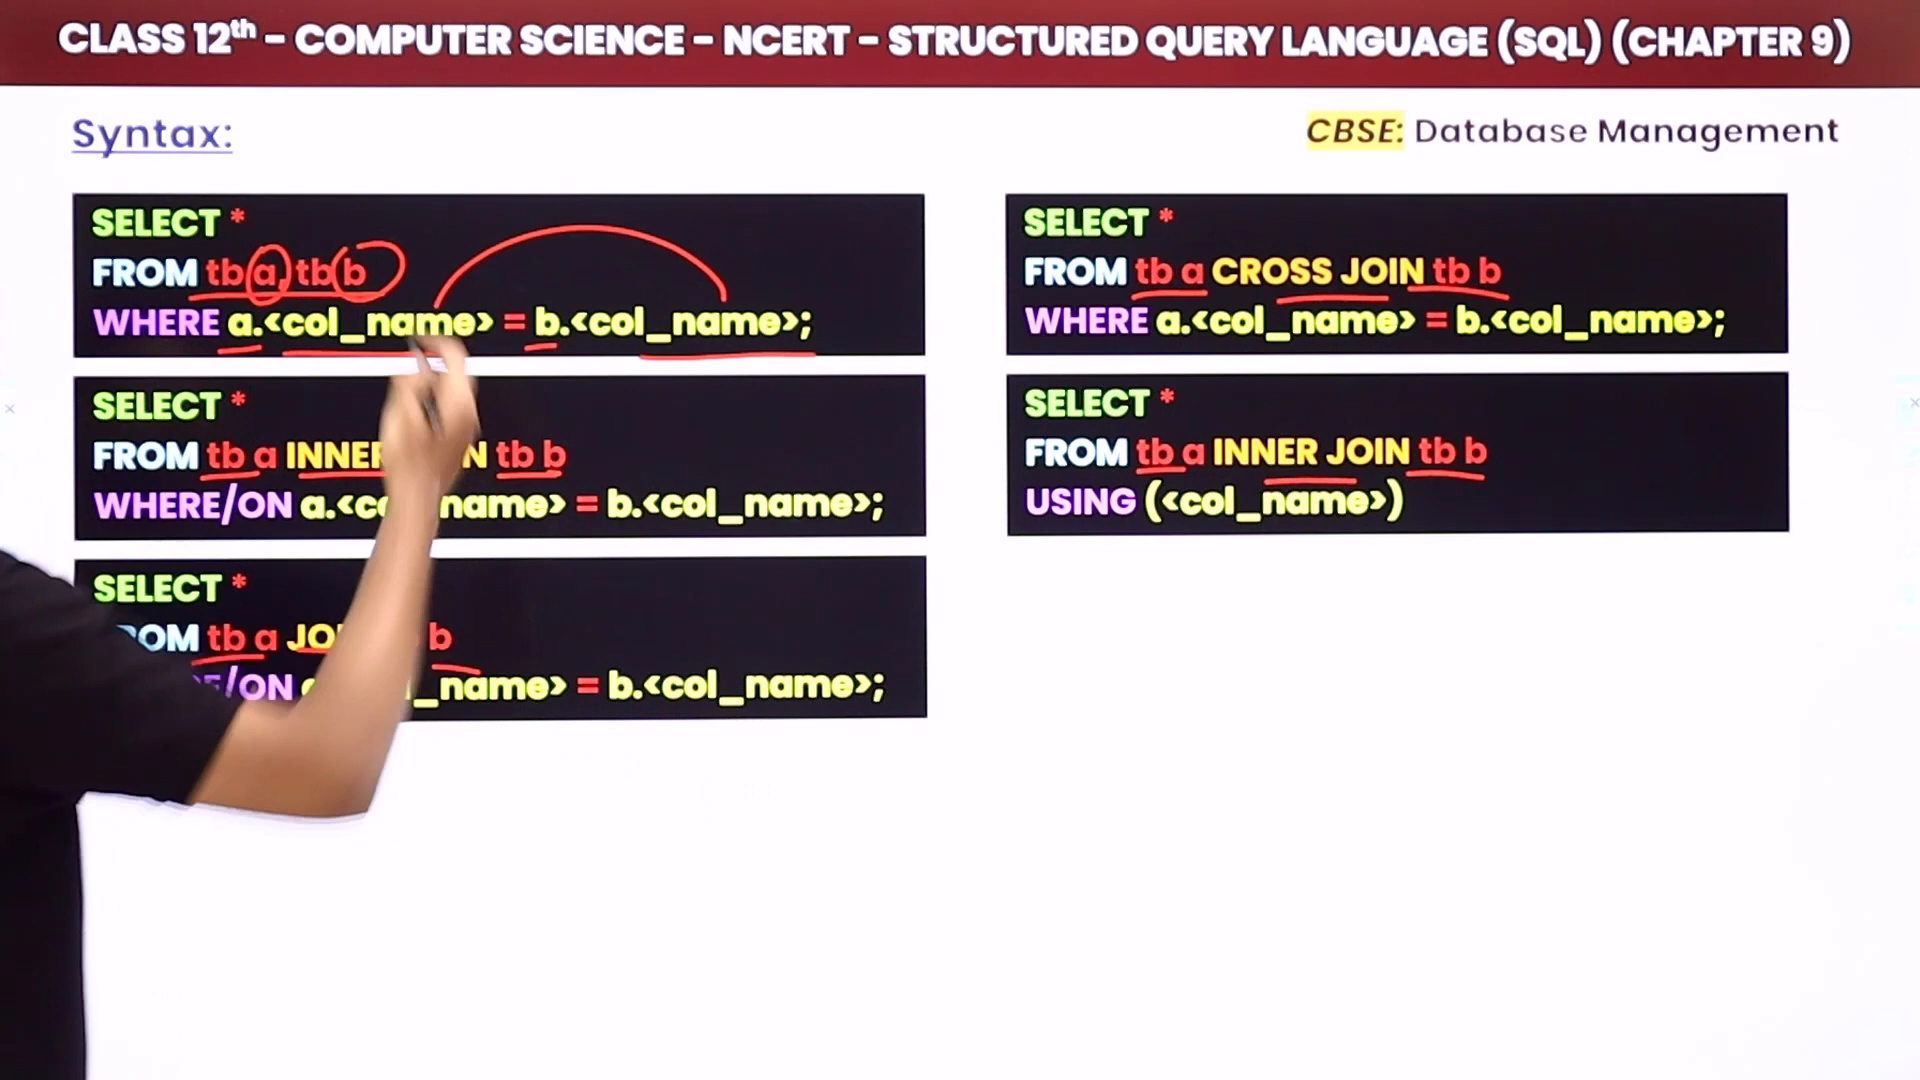 CLASS 12th - COMPUTER SCIENCE - NCERT - STRUCTURED QUERY LANGUAGE (SQL) (CHAPTER 9)
Syntax:
CBSE: Database Management
SELECT *
FROM tb a, tb b
WHERE a.<col_name> = b.<col_name>;
SELECT *
FROM tb a INNER tb b
WHERE/ON a.<co name> = b.<col_name>;
SELECT *
FROM tb a b
/ON _name> = b.<col_name>;
SELECT *
FROM tb a CROSS JOIN tb b
WHERE a.<col_name> = b.<col_name>;
SELECT *
FROM tb a INNER JOIN tb b
USING (<col_name>)